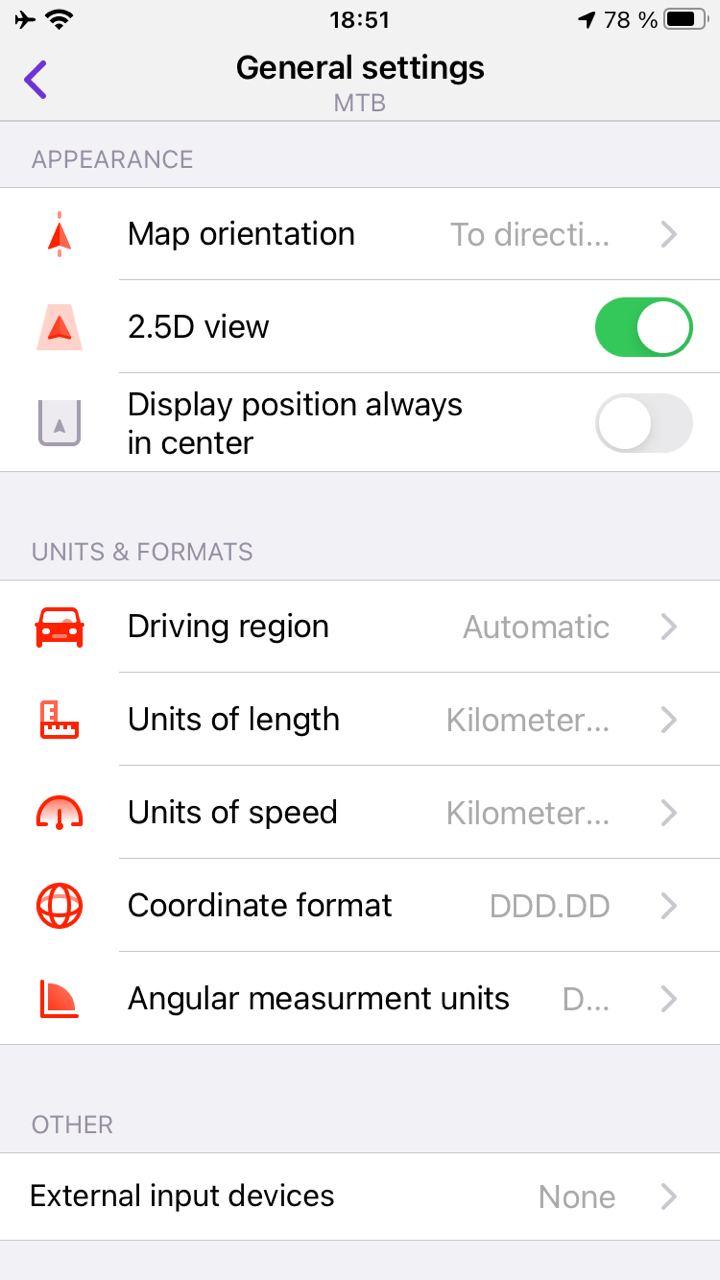 18:51
78 %
General settings
MTB
APPEARANCE
Map orientation To directi...
2.5D view
Display position always
in center
UNITS & FORMATS
Driving region Automatic
Units of length Kilometer...
Units of speed Kilometer...
Coordinate format DDD.DD
Angular measurment units D...
OTHER
External input devices None